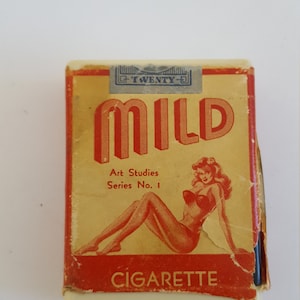 TWENTY
MILD
Art Studies
Series No. 1
CIGARETTE